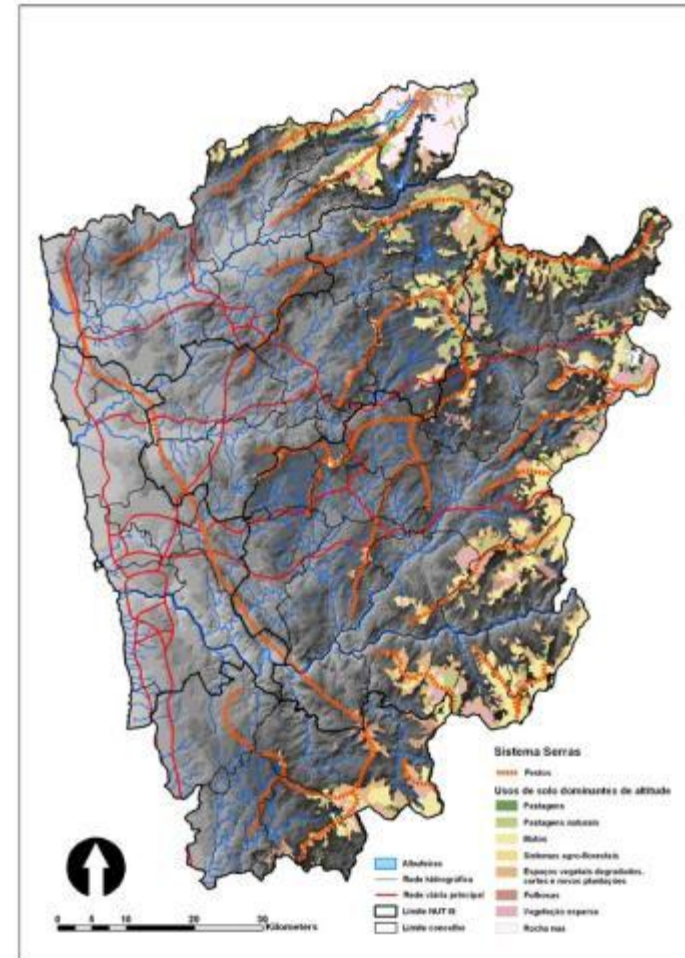 Sistema Serras
Festos
Usos de solo dominantes de altitude
Pastagens
Pastagens naturais
Matos
Sistemas agro-florestais
Espaços vegetais degradados,
cortes e novas plantações
Folhosas
Vegetação esparsa
Rocha nua
Albufeiras
Rede hidrográfica
Rede viária principal
Limite NUT III
Limite concelho
0 5 10 20 30
Kilometers